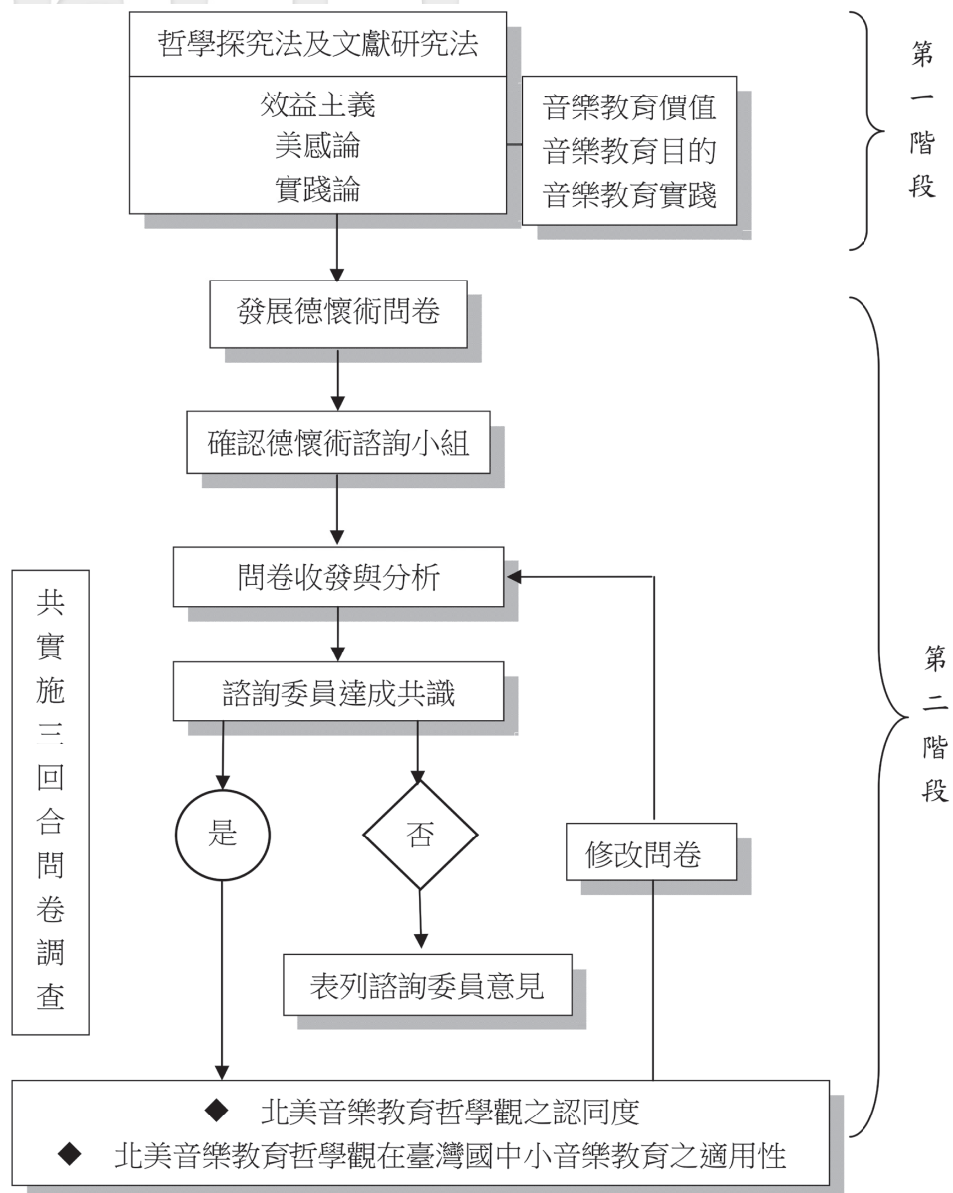 哲學探究法及文獻研究法
效益主義
美感論
實踐論
音樂教育價值
音樂教育目的
音樂教育實踐
第一階段
發展德懷術問卷
確認德懷術諮詢小組
問卷收發與分析
諮詢委員達成共識
是
否
修改問卷
表列諮詢委員意見
共實施三回合問卷調查
第二階段
◆ 北美音樂教育哲學觀之認同度
◆ 北美音樂教育哲學觀在臺灣國中小音樂教育之適用性